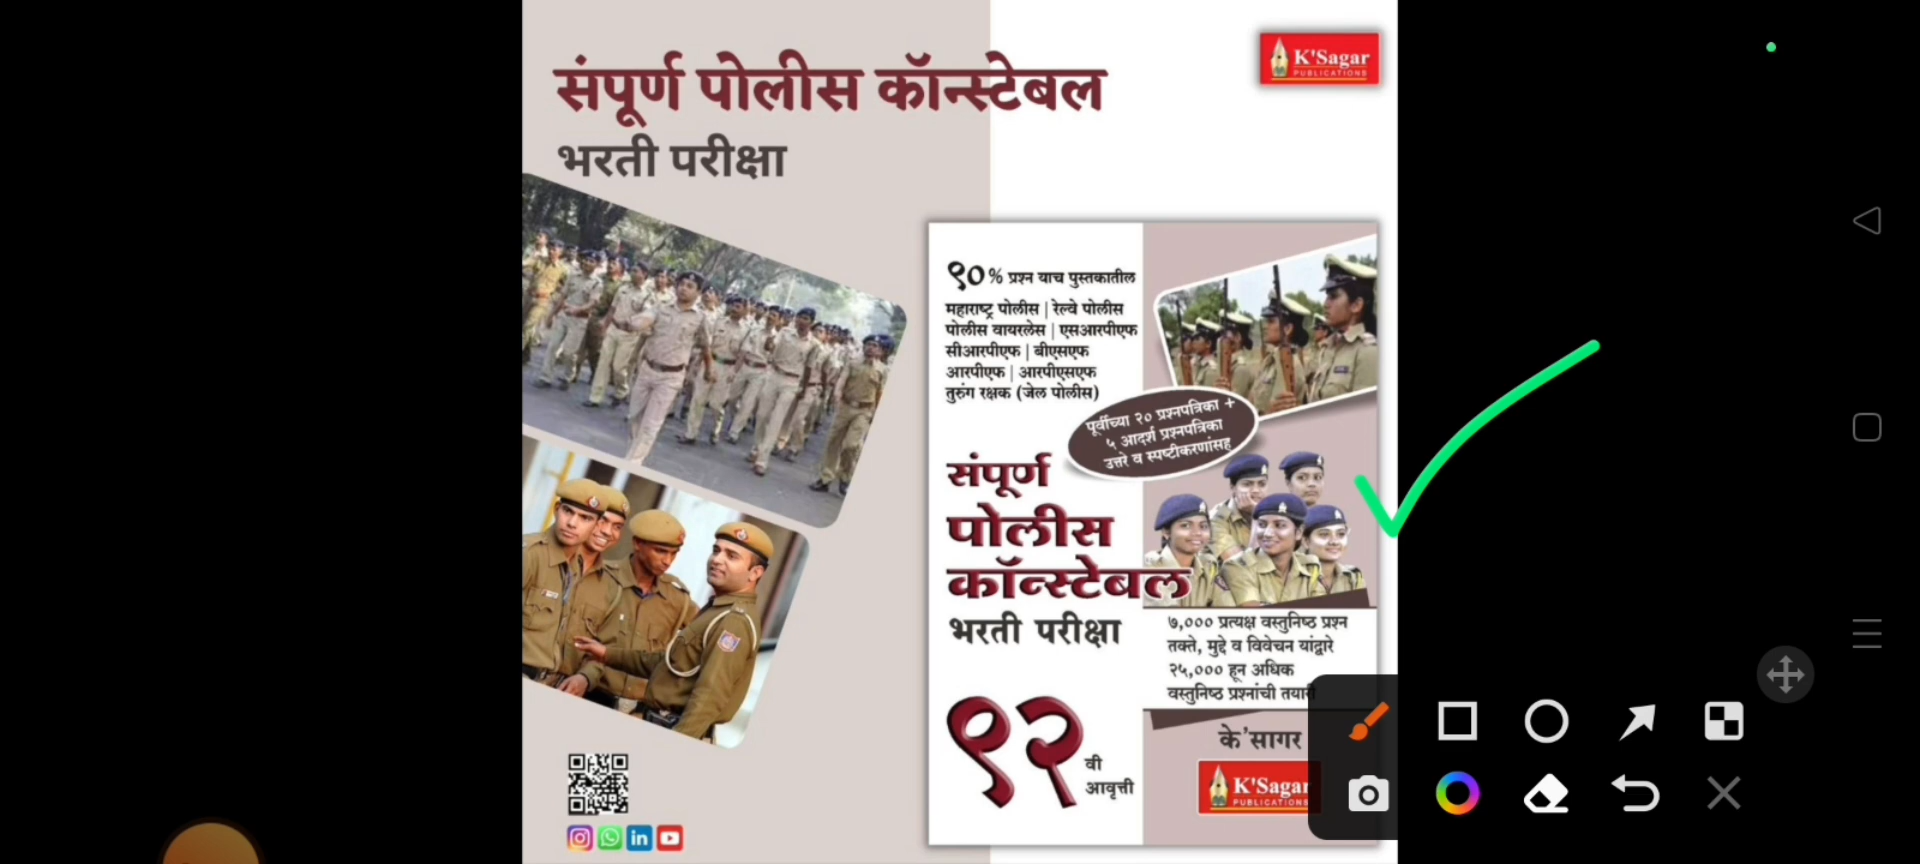 संपूर्ण पोलीस कॉन्स्टेबल
भरती परीक्षा
K'Sagar
PUBLICATIONS
९०% प्रश्न याच पुस्तकातील
महाराष्ट्र पोलीस | रेल्वे पोलीस
पोलीस वायरलेस | एसआरपीएफ
सीआरपीएफ | बीएसएफ
आरपीएफ | आरपीएसएफ
तुरुंग रक्षक (जेल पोलीस)
पूर्वीच्या २० प्रश्नपत्रिका +
५ आदर्श प्रश्नपत्रिका
उत्तरे व स्पष्टीकरणांसह
संपूर्ण
पोलीस
कॉन्स्टेबल
भरती परीक्षा
७,००० प्रत्यक्ष वस्तुनिष्ठ प्रश्न
तक्ते, मुद्दे व विवेचन यांद्वारे
२५,००० हून अधिक
वस्तुनिष्ठ प्रश्नांची
९२
वी
आवृत्ती
के'सागर
K'Sagar
PUBLICATIONS